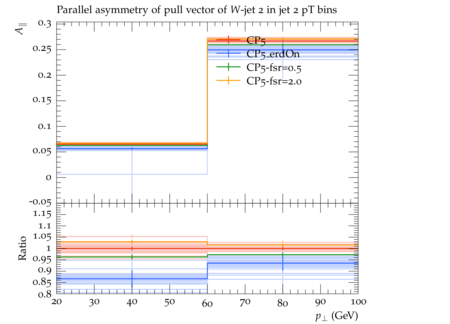 Parallel asymmetry of pull vector of W-jet 2 in jet 2 pT bins
A∥
0.3
0.25
0.2
0.15
0.1
0.05
0
−0.05
CP5
CP5_erdOn
CP5-fsr=0.5
CP5-fsr=2.0
Ratio
1.15
1.1
1.05
1
0.95
0.9
0.85
0.8
20 30 40 50 60 70 80 90 100
p⊥ (GeV)